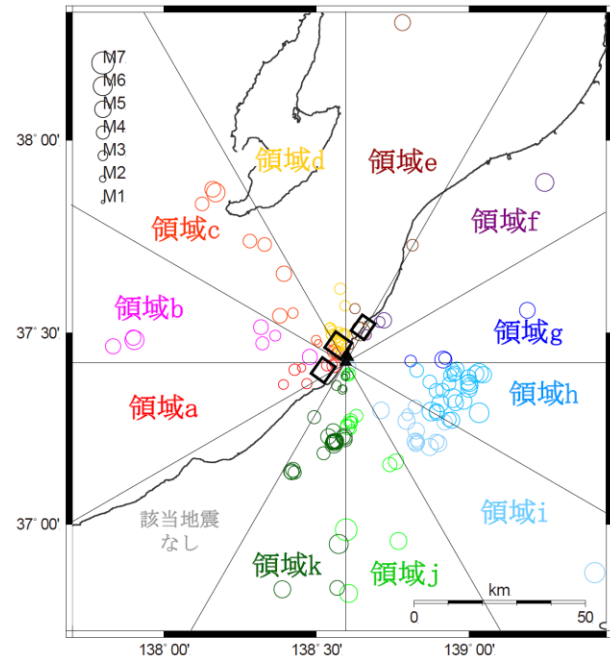 M7
M6
M5
M4
M3
M2
M1
38° 00'
37° 30'
37° 00'
領域d
領域e
領域f
領域c
領域b
領域g
領域a
領域h
領域i
該当地震
なし
領域k
領域j
km
0
50
138° 00'
138° 30'
139° 00'